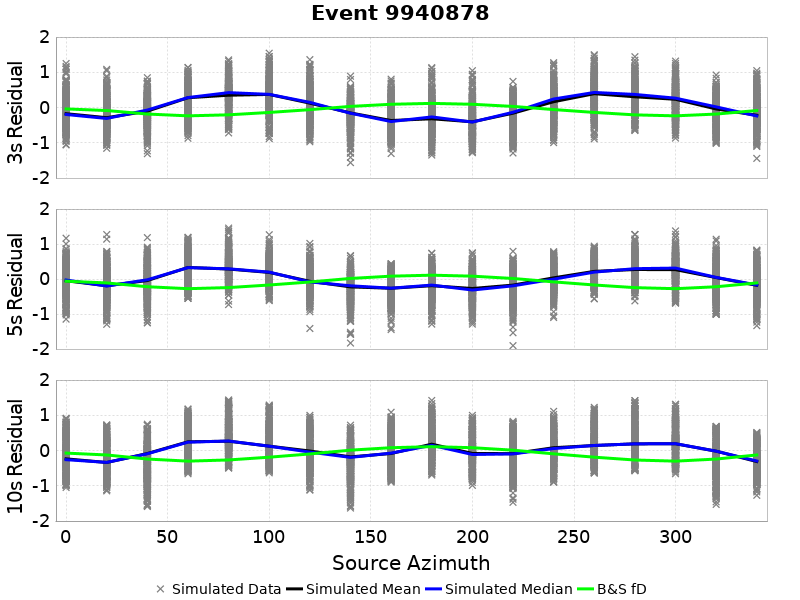 Event 9940878
3s Residual
2
1
0
-1
-2
5s Residual
2
1
0
-1
-2
10s Residual
2
1
0
-1
-2
0 50 100 150 200 250 300
Source Azimuth
Simulated Data Simulated Mean Simulated Median B&S fD